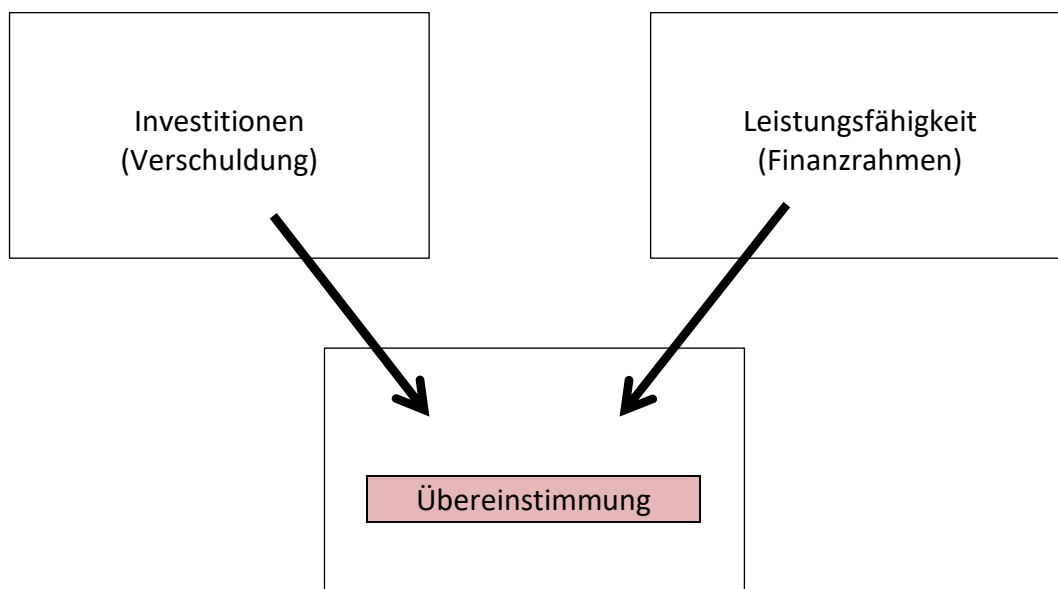 Investitionen
(Verschuldung)
Leistungsfähigkeit
(Finanzrahmen)
Übereinstimmung